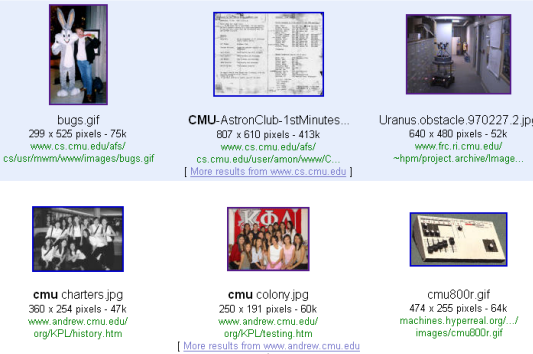 bugs.gif
299 x 525 pixels - 75k
www.cs.cmu.edu/afs/
cs/usr/mwm/www/images/bugs.gif
CMU-AstronClub-1stMinutes...
807 x 610 pixels - 413k
www.cs.cmu.edu/afs/
cs.cmu.edu/user/amon/www/C...
[ More results from www.cs.cmu.edu ]
Uranus.obstacle.970227.2.jpg
640 x 480 pixels - 52k
www.frc.ri.cmu.edu/
~hpm/project.archive/Image...
ΚΦΛ
cmu charters.jpg
360 x 254 pixels - 47k
www.andrew.cmu.edu/
org/KPL/history.htm
cmu colony.jpg
250 x 191 pixels - 60k
www.andrew.cmu.edu/
org/KPL/testing.htm
[ More results from www.andrew.cmu.edu
cmu800r.gif
474 x 255 pixels - 64k
machines.hyperreal.org/.../
images/cmu800r.gif